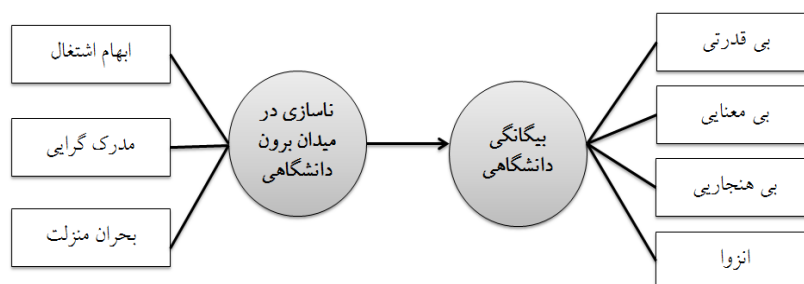 ابهام اشتغال
مدرک گرایی
بحران منزلت
ناسازی در
میدان برون
دانشگاهی
بیگانگی
دانشگاهی
بی قدرتی
بی معنایی
بی هنجاریی
انزوا